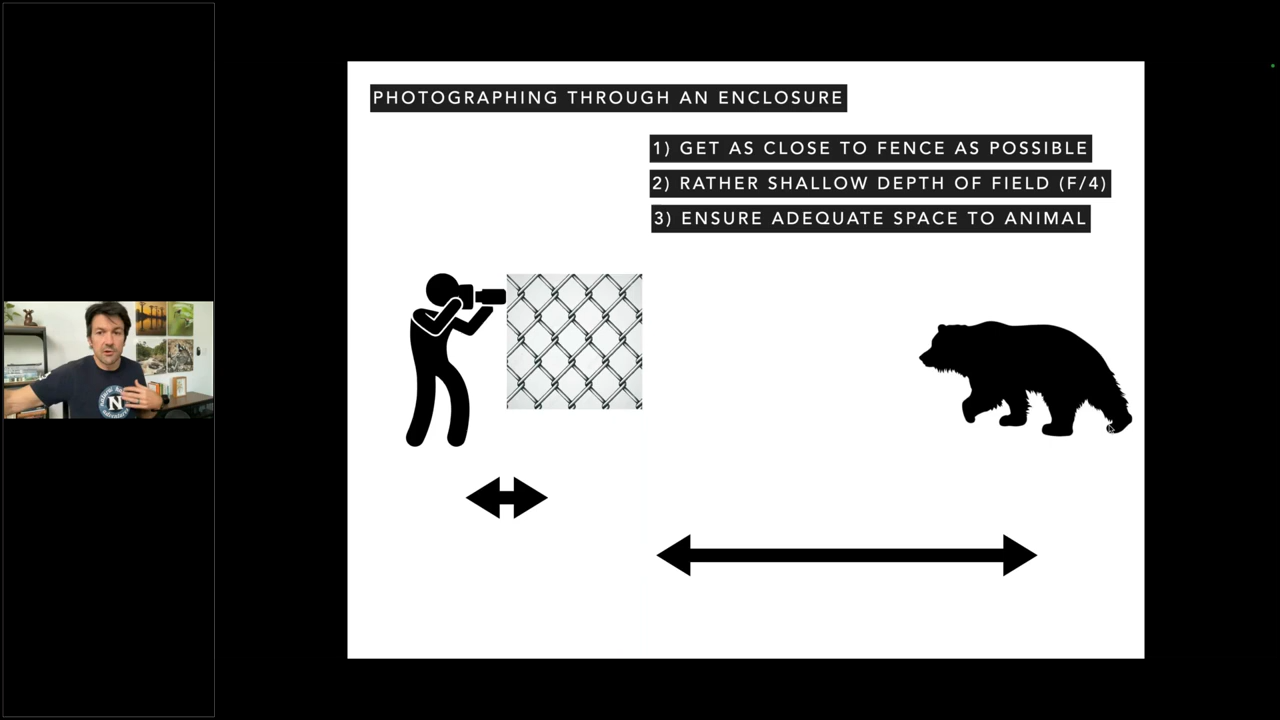 PHOTOGRAPHING THROUGH AN ENCLOSURE
1) GET AS CLOSE TO FENCE AS POSSIBLE
2) RATHER SHALLOW DEPTH OF FIELD (F/4)
3) ENSURE ADEQUATE SPACE TO ANIMAL
N